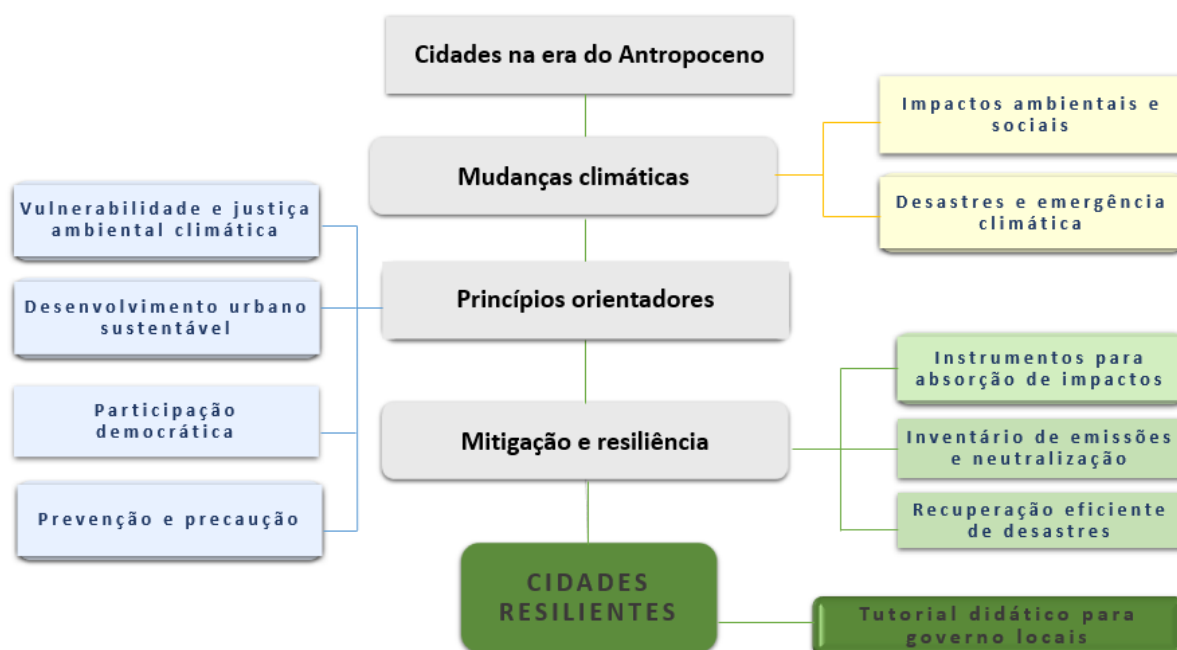 Cidades na era do Antropoceno
Impactos ambientais e
sociais
Mudanças climáticas
Desastres e emergência
climática
Vulnerabilidade e justiça
ambiental climática
Desenvolvimento urbano
sustentável
Participação
democrática
Prevenção e precaução
Princípios orientadores
Mitigação e resiliência
Instrumentos para
absorção de impactos
Inventário de emissões
e neutralização
Recuperação eficiente
de desastres
CIDADES
RESILIENTES
Tutorial didático para
governo locais